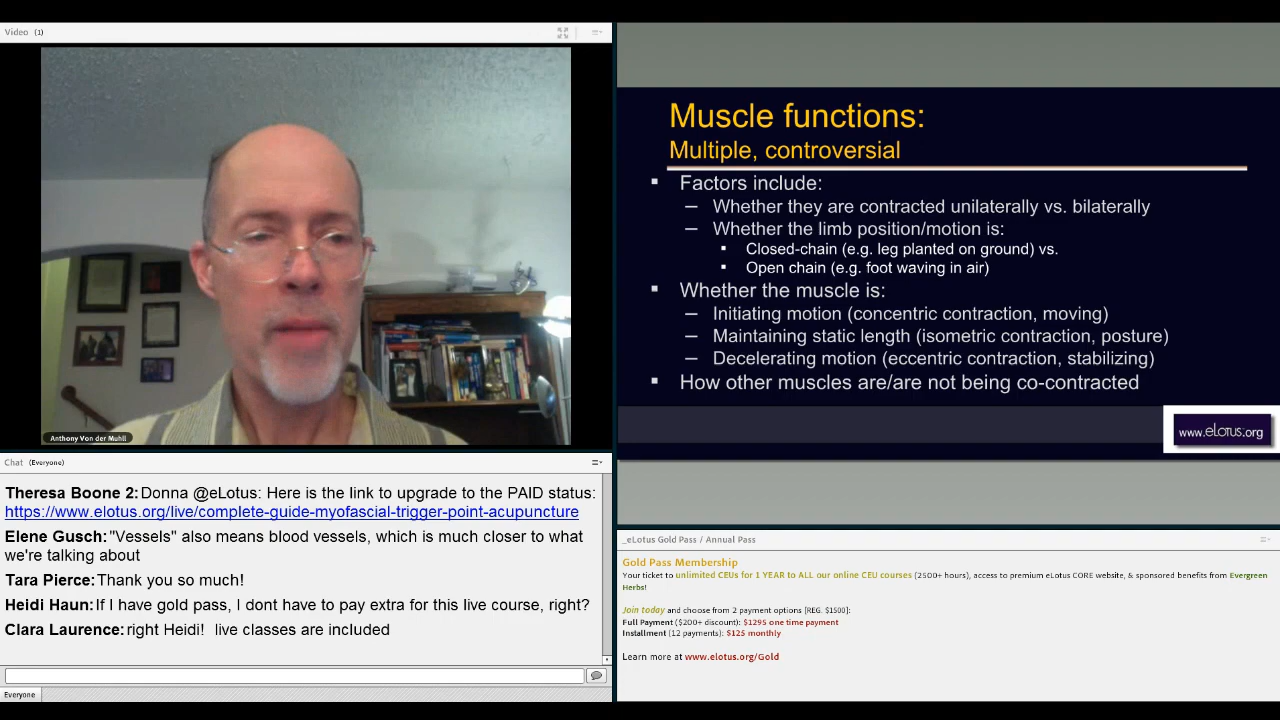 Video (1)
Anthony Von der Muhll
Chat (Everyone)
Theresa Boone 2: Donna @eLotus: Here is the link to upgrade to the PAID status:
https://www.elotus.org/live/complete-guide-myofascial-trigger-point-acupuncture
Elene Gusch: "Vessels" also means blood vessels, which is much closer to what
we're talking about
Tara Pierce: Thank you so much!
Heidi Haun: If I have gold pass, I dont have to pay extra for this live course, right?
Clara Laurence: right Heidi! live classes are included
Everyone
Muscle functions:
Multiple, controversial
▪ Factors include:
– Whether they are contracted unilaterally vs. bilaterally
– Whether the limb position/motion is:
▪ Closed-chain (e.g. leg planted on ground) vs.
▪ Open chain (e.g. foot waving in air)
▪ Whether the muscle is:
– Initiating motion (concentric contraction, moving)
– Maintaining static length (isometric contraction, posture)
– Decelerating motion (eccentric contraction, stabilizing)
▪ How other muscles are/are not being co-contracted
www.eLotus.org
_eLotus Gold Pass / Annual Pass
Gold Pass Membership
Your ticket to unlimited CEUs for 1 YEAR to ALL our online CEU courses (2500+ hours), access to premium eLotus CORE website, & sponsored benefits from Evergreen
Herbs!
Join today and choose from 2 payment options [REG. $1500]:
Full Payment ($200+ discount): $1295 one time payment
Installment (12 payments): $125 monthly
Learn more at www.elotus.org/Gold